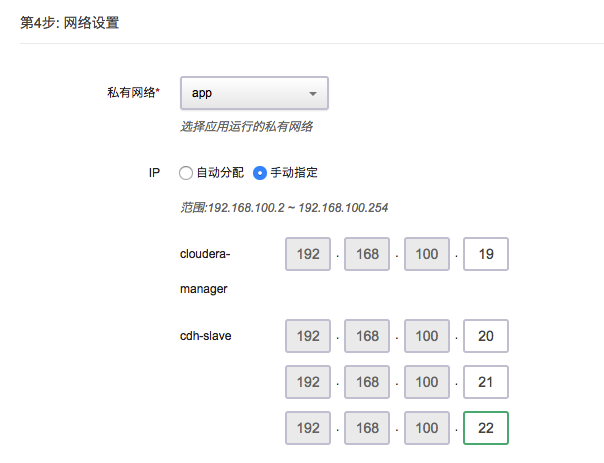 第4步: 网络设置
私有网络* app
选择应用运行的私有网络
IP 自动分配 手动指定
范围:192.168.100.2 ~ 192.168.100.254
cloudera- 192 . 168 . 100 . 19
manager
cdh-slave 192 . 168 . 100 . 20
192 . 168 . 100 . 21
192 . 168 . 100 . 22